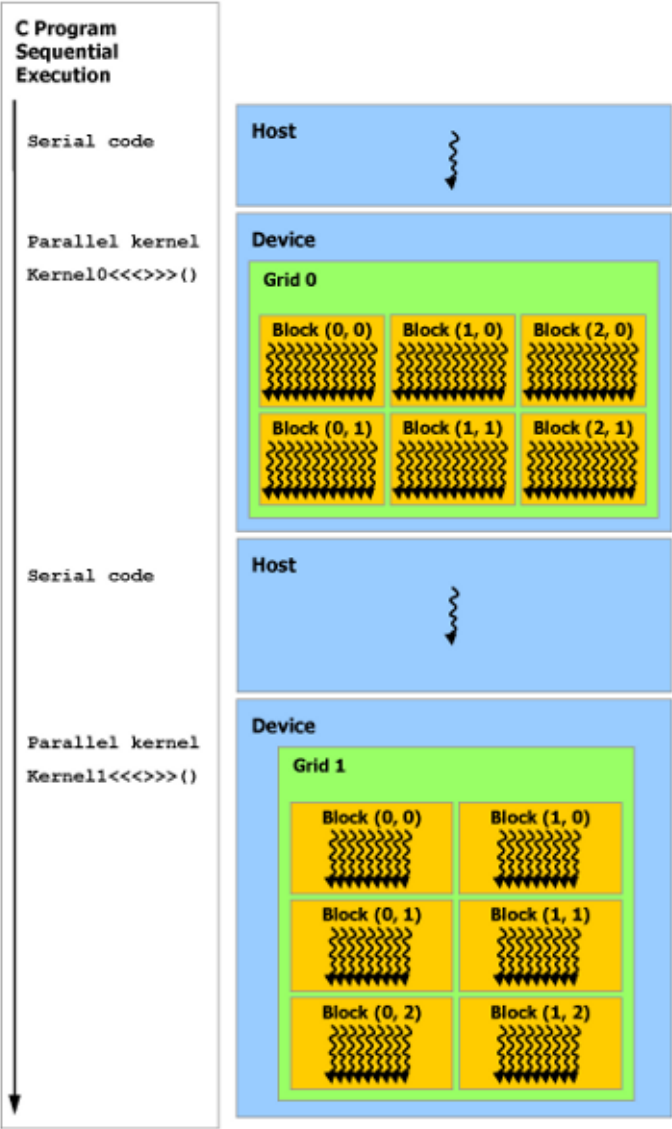 C Program
Sequential
Execution
Serial code
Host
Parallel kernel
Kernel0<<<>>>()
Device
Grid 0
Block (0, 0) Block (1, 0) Block (2, 0)
Block (0, 1) Block (1, 1) Block (2, 1)
Serial code
Host
Parallel kernel
Kernel1<<<>>>()
Device
Grid 1
Block (0, 0) Block (1, 0)
Block (0, 1) Block (1, 1)
Block (0, 2) Block (1, 2)